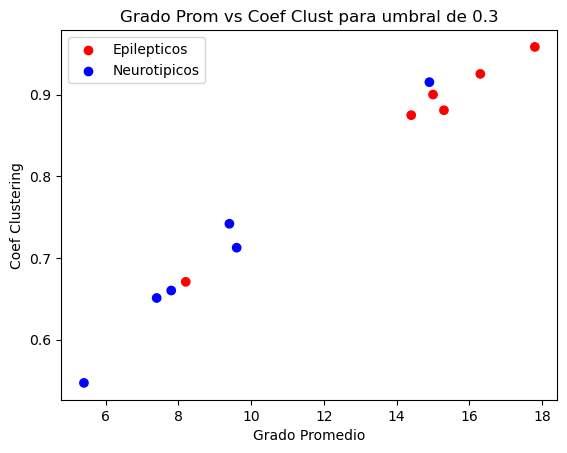 Grado Prom vs Coef Clust para umbral de 0.3
Epilepticos
Neurotipicos
Coef Clustering
0.9
0.8
0.7
0.6
6 8 10 12 14 16 18
Grado Promedio